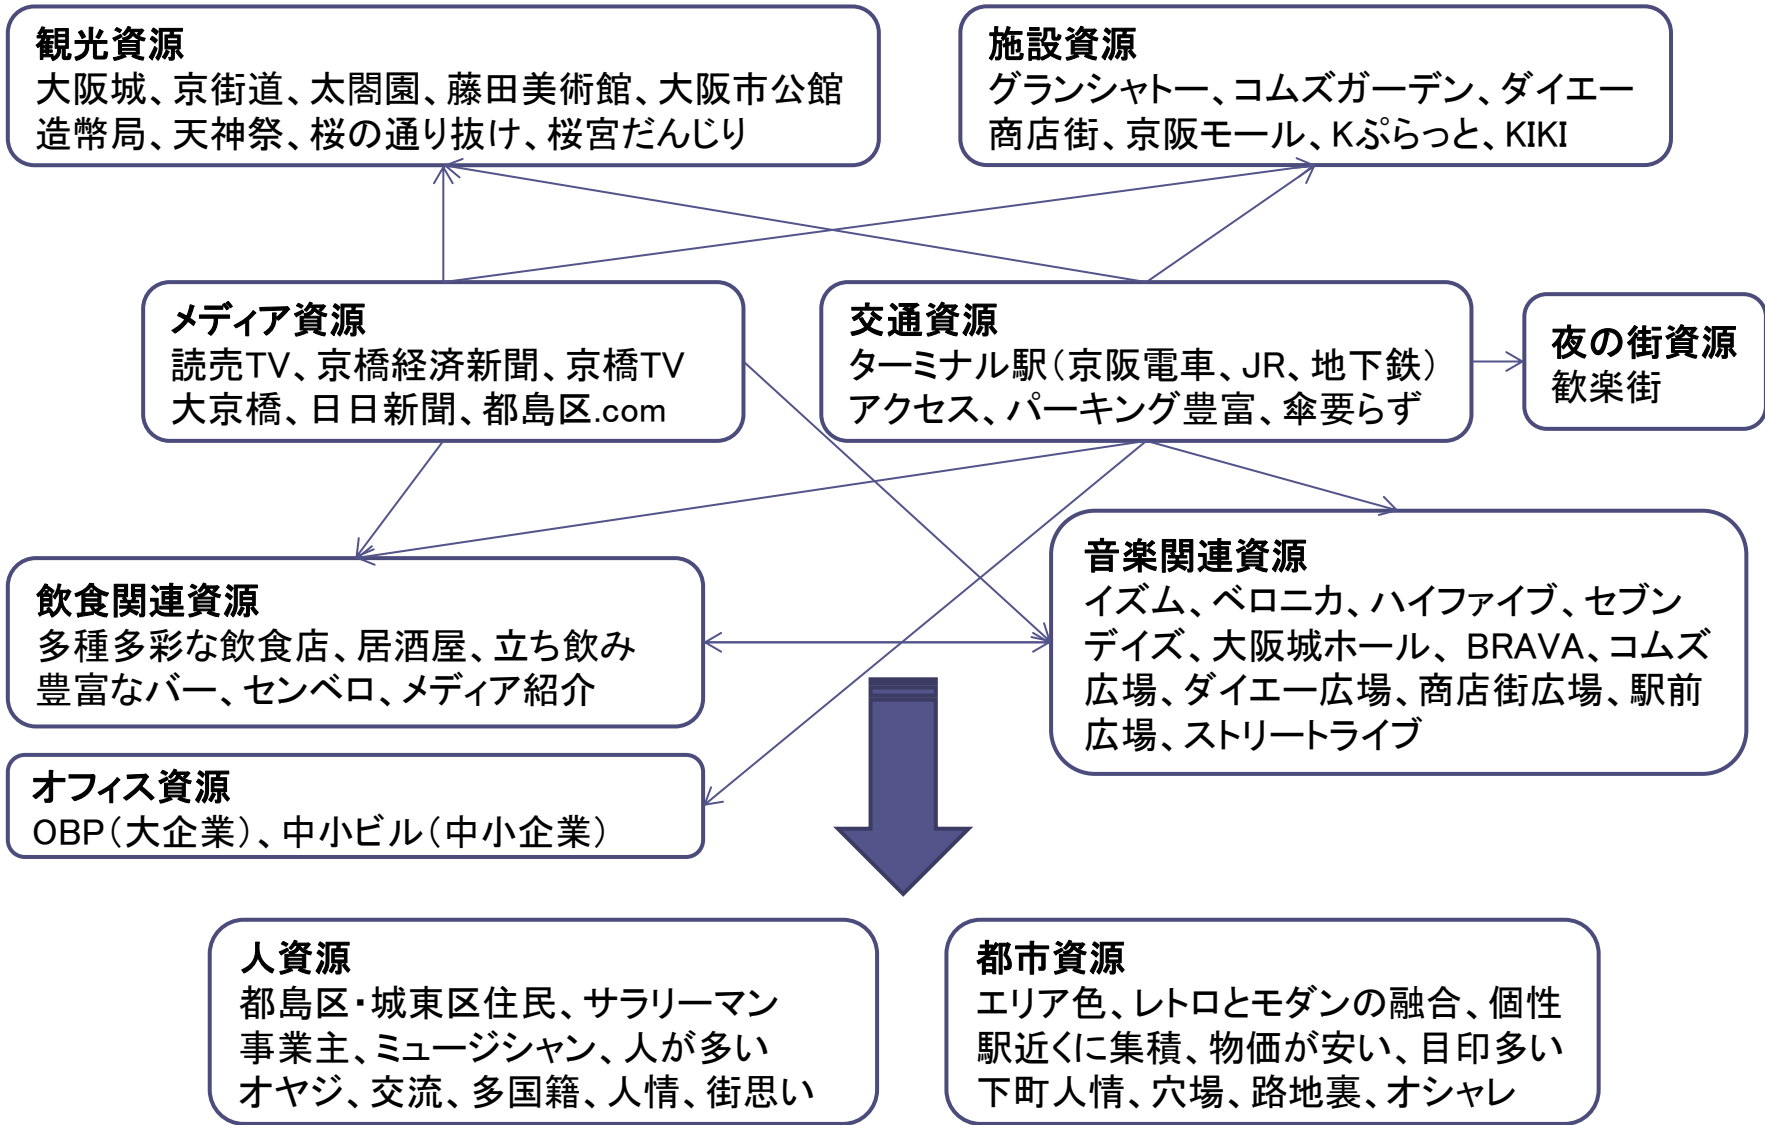 観光資源
大阪城、京街道、太閤園、藤田美術館、大阪市公館
造幣局、天神祭、桜の通り抜け、桜宮だんじり
施設資源
グランシャトー、コムズガーデン、ダイエー
商店街、京阪モール、Kぷらっと、KIKI
メディア資源
読売TV、京橋経済新聞、京橋TV
大京橋、日日新聞、都島区.com
交通資源
ターミナル駅（京阪電車、JR、地下鉄）
アクセス、パーキング豊富、傘要らず
夜の街資源
歓楽街
飲食関連資源
多種多彩な飲食店、居酒屋、立ち飲み
豊富なバー、センベロ、メディア紹介
音楽関連資源
イズム、ベロニカ、ハイファイブ、セブン
デイズ、大阪城ホール、BRAVA、コムズ
広場、ダイエー広場、商店街広場、駅前
広場、ストリートライブ
オフィス資源
OBP（大企業）、中小ビル（中小企業）
人資源
都島区・城東区住民、サラリーマン
事業主、ミュージシャン、人が多い
オヤジ、交流、多国籍、人情、街思い
都市資源
エリア色、レトロとモダンの融合、個性
駅近くに集積、物価が安い、目印多い
下町人情、穴場、路地裏、オシャレ